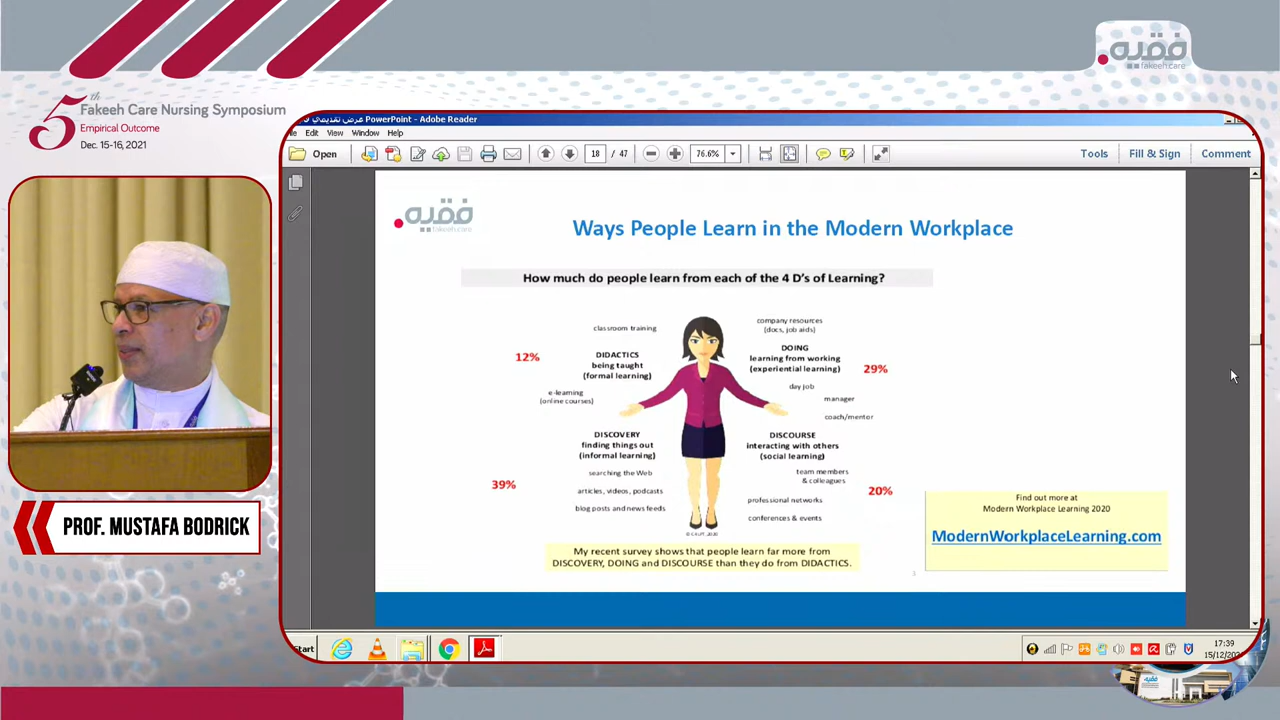 فقيه
fakeeh care
5th
Fakeeh Care Nursing Symposium
Empirical Outcome
Dec. 15-16, 2021
PowerPoint - Adobe Reader
Edit View Window Help
Open
18 / 47
76.6%
Tools
Fill & Sign
Comment
فقيه
fakeeh.care
Ways People Learn in the Modern Workplace
How much do people learn from each of the 4 D's of Learning?
classroom training
12%
DIDACTICS
being taught
(formal learning)
e-learning
(online courses)
company resources
(docs, job aids)
DOING
learning from working
(experiential learning)
29%
day job
manager
coach/mentor
DISCOVERY
finding things out
(informal learning)
39%
searching the Web
articles, videos, podcasts
blog posts and news feeds
DISCOURSE
interacting with others
(social learning)
team members
& colleagues
20%
professional networks
conferences & events
My recent survey shows that people learn far more from
DISCOVERY, DOING and DISCOURSE than they do from DIDACTICS.
Find out more at
Modern Workplace Learning 2020
ModernWorkplaceLearning.com
PROF. MUSTAFA BODRICK
17:39
فقيه